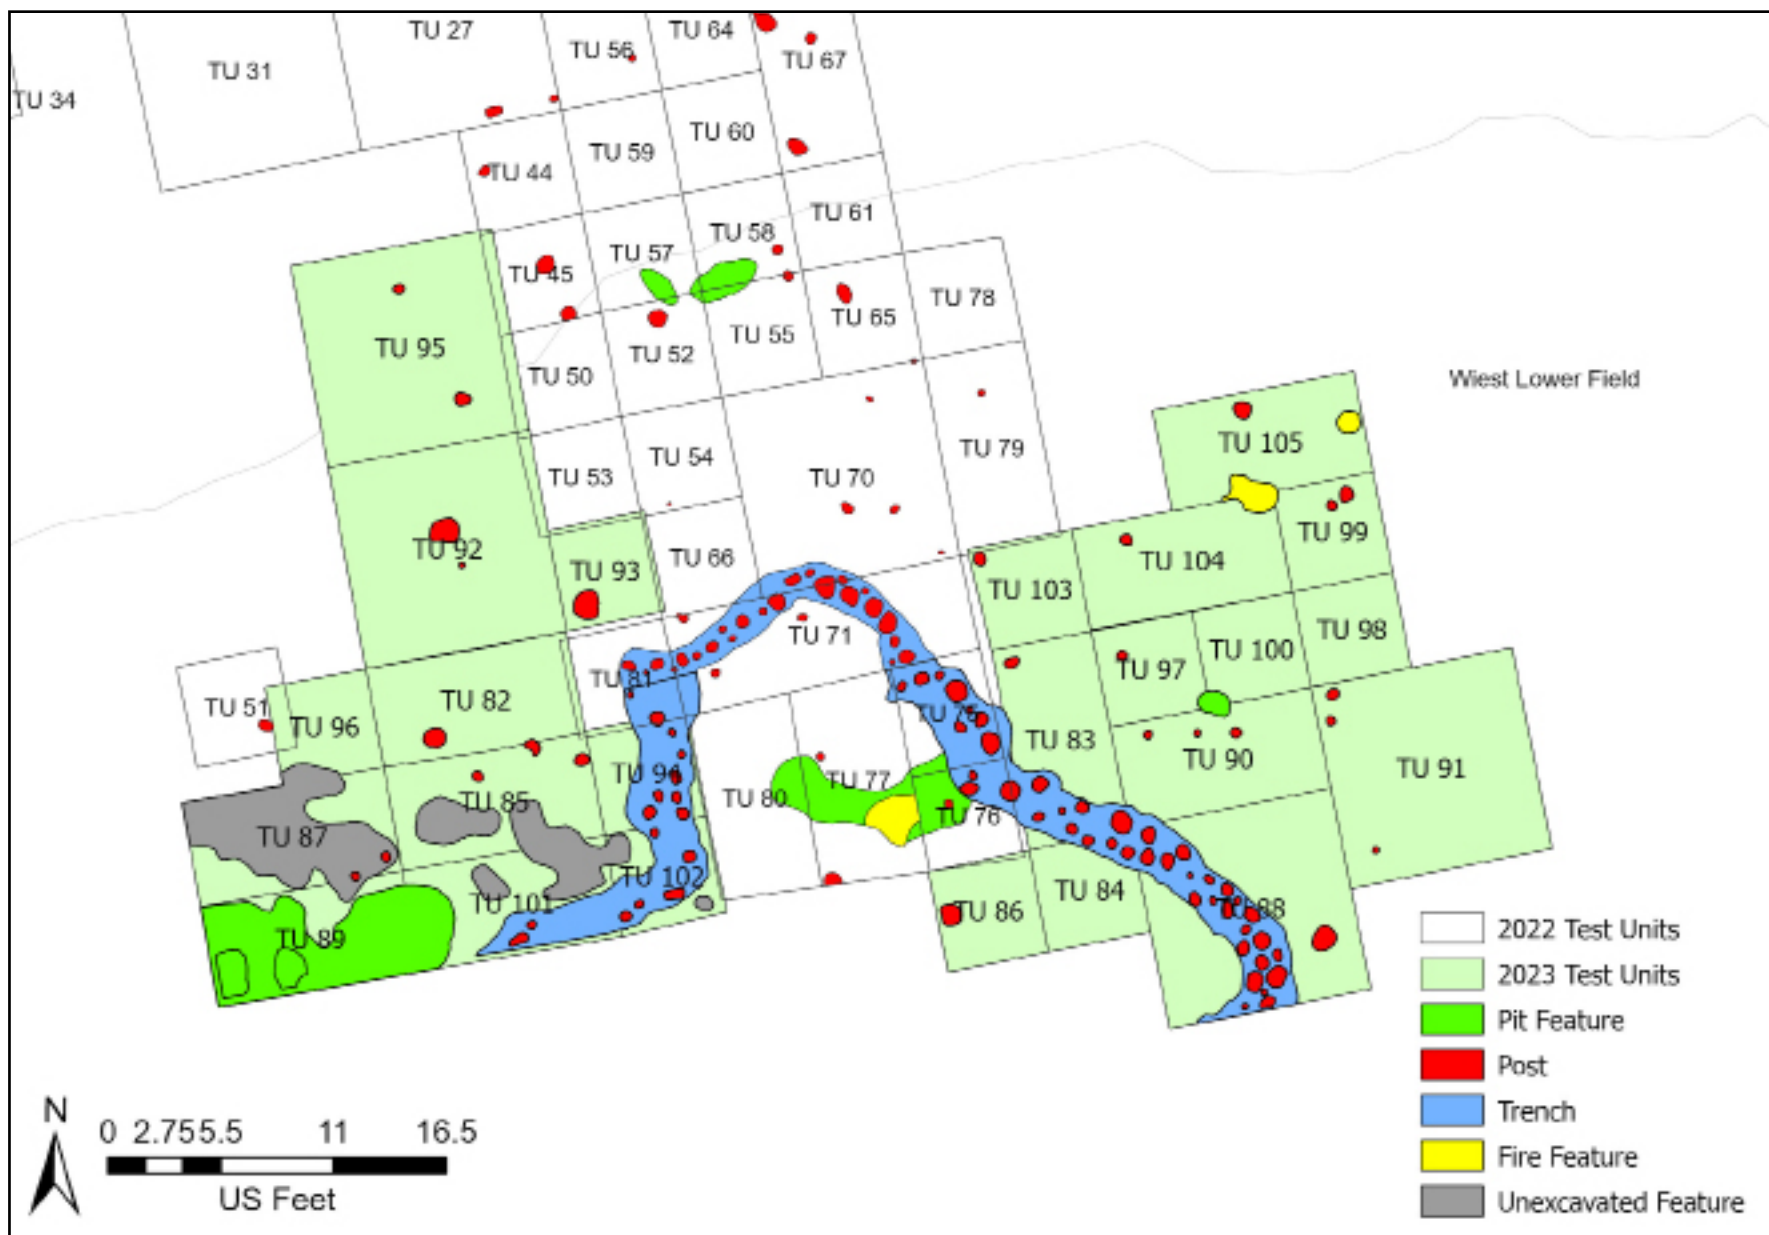 TU 27
TU 64
TU 56
TU 67
TU 31
TU 34
TU 60
TU 59
TU 44
TU 61
TU 58
TU 57
TU 45
TU 78
TU 65
TU 55
TU 95
TU 52
TU 50
Wiest Lower Field
TU 105
TU 79
TU 54
TU 70
TU 53
TU 99
TU 92
TU 66
TU 104
TU 93
TU 103
TU 98
TU 71
TU 100
TU 97
TU 81
TU 82
TU 51
TU 75
TU 96
TU 83
TU 90
TU 91
TU 94
TU 77
TU 80
TU 85
TU 76
TU 87
TU 102
TU 84
TU 101
TU 86
TU 88
TU 89
2022 Test Units
2023 Test Units
Pit Feature
Post
Trench
Fire Feature
Unexcavated Feature
N
0 2.75 5.5 11 16.5
US Feet